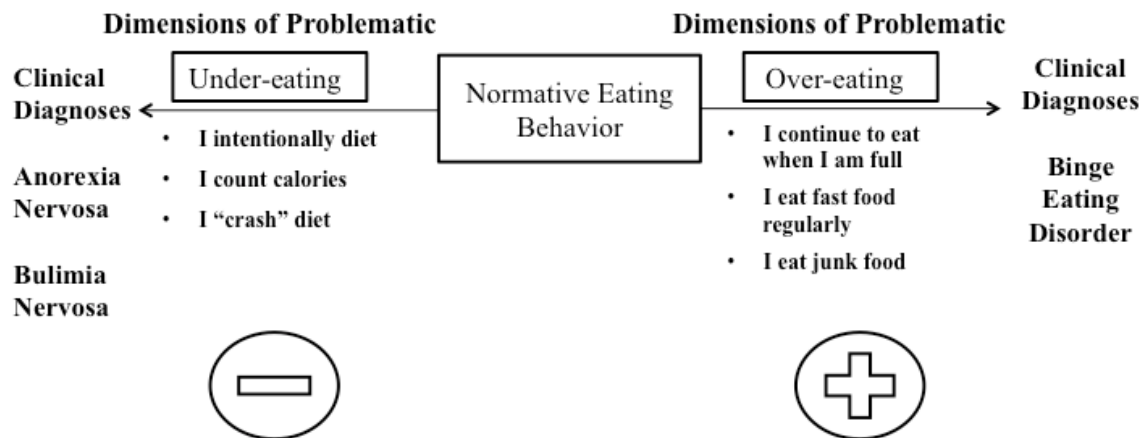 Dimensions of Problematic
Under-eating
Clinical
Diagnoses
• I intentionally diet
• I count calories
• I “crash” diet
Anorexia
Nervosa
Bulimia
Nervosa
Normative Eating
Behavior
Dimensions of Problematic
Over-eating
• I continue to eat
when I am full
• I eat fast food
regularly
• I eat junk food
Clinical
Diagnoses
Binge
Eating
Disorder